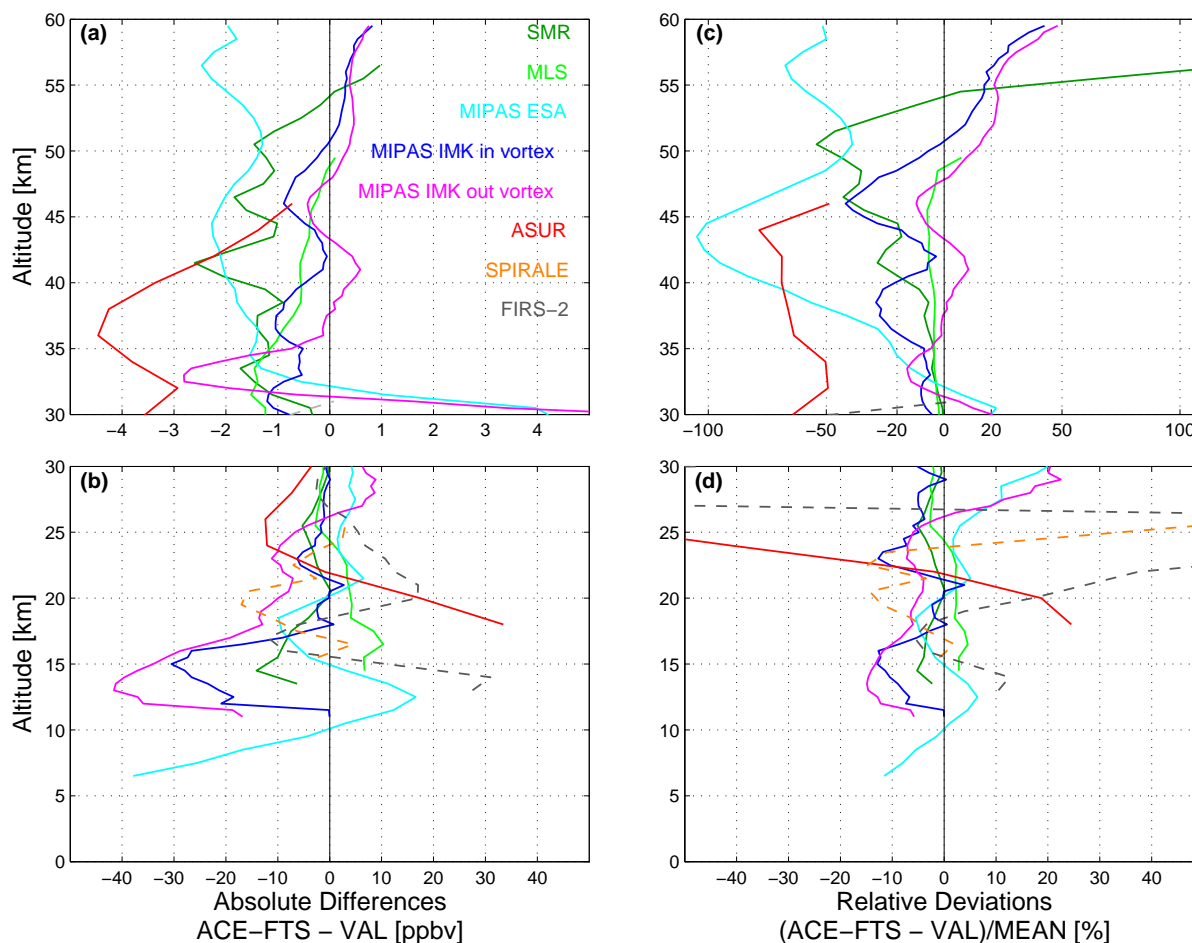 (a)
SMR
MLS
MIPAS ESA
MIPAS IMK in vortex
MIPAS IMK out vortex
ASUR
SPIRALE
FIRS−2
Altitude [km]
60
55
50
45
40
35
30
−4 −3 −2 −1 0 1 2 3 4
(c)
Altitude [km]
60
55
50
45
40
35
30
−100 −50 −20 0 20 50 100
(b)
Altitude [km]
30
25
20
15
10
5
0
−40 −30 −20 −10 0 10 20 30 40
Absolute Differences
ACE−FTS − VAL [ppbv]
(d)
Altitude [km]
30
25
20
15
10
5
0
−40 −30 −20 −10 0 10 20 30 40
Relative Deviations
(ACE−FTS − VAL)/MEAN [%]